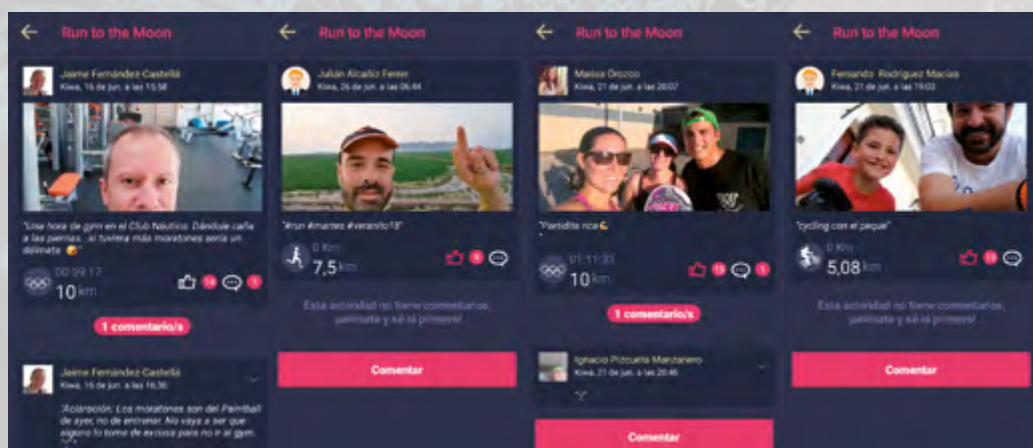 Run to the Moon
Jaime Fernández-Castellá
Kiwa, 16 de jun. a las 15:58
"Una hora de gym en el Club Náutico. Dándole caña
a las piernas.. si tuviera más moratones sería un
dálmata 🤪"
00:59:17
10 km
14
1
1 comentario/s
Jaime Fernández-Castellá
Kiwa, 16 de jun. a las 16:36
"Aclaración: Los moratones son del Paintball
de ayer, no de entrenar. No vaya a ser que
alguno lo tome de excusa para no ir al gym.
Run to the Moon
Julián Alcañiz Ferrer
Kiwa, 26 de jun. a las 06:44
"#run #martes #veranito18"
0 Km
7,5 km
Esta actividad no tiene comentarios,
¡anímate y sé el primero!
Comentar
Run to the Moon
Marisa Orozco
Kiwa, 21 de jun. a las 20:07
"Partidita rica💪
"
01:11:33
10 km
1
1 comentario/s
Ignacio Pizcueta Manzanero
Kiwa, 21 de jun. a las 20:46
Comentar
Run to the Moon
Fernando Rodríguez Macías
Kiwa, 21 de jun. a las 19:03
"cycling con el peque"
0 Km
5,08 km
Esta actividad no tiene comentarios,
¡anímate y sé el primero!
Comentar